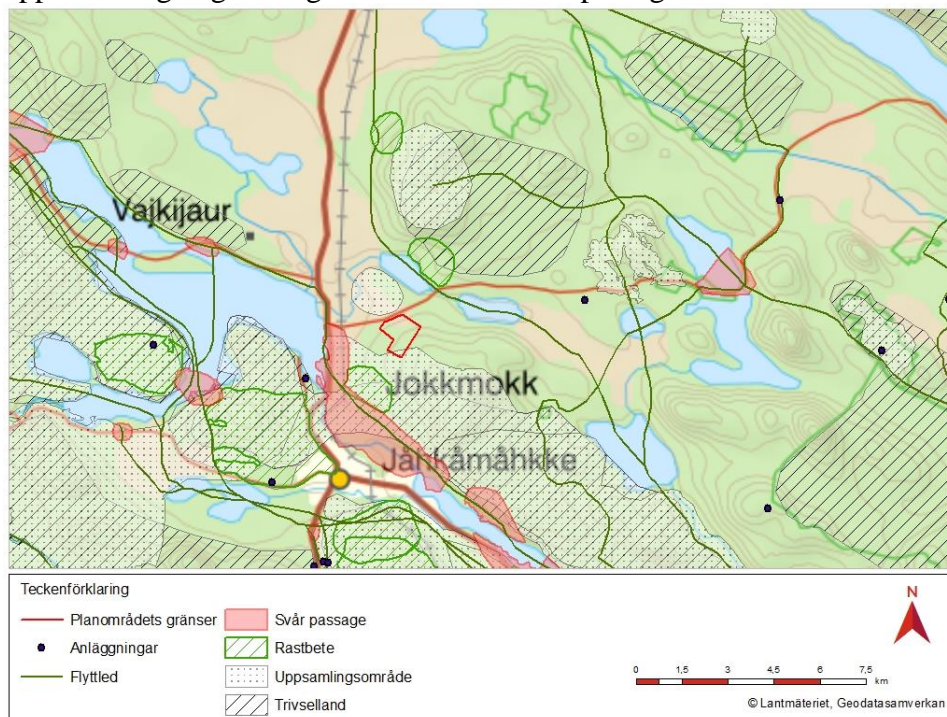 Vajkijaur
Jokkmokk
Jåhkåmåhkke
Teckenförklaring
Planområdets gränser
Anläggningar
Flyttled
Svår passage
Rastbete
Uppsamlingsområde
Trivselland
N
0 1,5 3 4,5 6 7,5
km
© Lantmäteriet, Geodatasamverkan